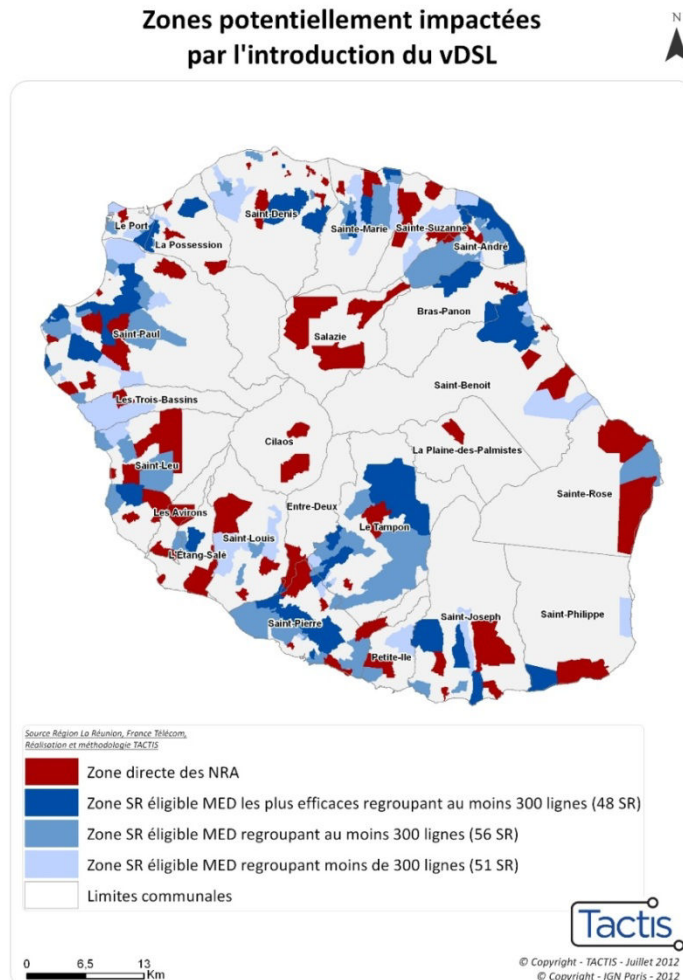 Zones potentiellement impactées
par l'introduction du vDSL
N
Le Port
La Possession
Saint-Denis
Sainte-Marie
Sainte-Suzanne
Saint-André
Bras-Panon
Salazie
Saint-Paul
Saint-Benoit
Les Trois-Bassins
Cilaos
La Plaine-des-Palmistes
Saint-Leu
Sainte-Rose
Les Avirons
Entre-Deux
Le Tampon
Saint-Louis
L'Étang-Salé
Saint-Pierre
Saint-Joseph
Saint-Philippe
Petite-Ile
Source Région La Réunion, France Télécom,
Réalisation et méthodologie TACTIS
Zone directe des NRA
Zone SR éligible MED les plus efficaces regroupant au moins 300 lignes (48 SR)
Zone SR éligible MED regroupant au moins 300 lignes (56 SR)
Zone SR éligible MED regroupant moins de 300 lignes (51 SR)
Limites communales
Tactis
0 6,5 13
Km
© Copyright - TACTIS - Juillet 2012
© Copyright - IGN Paris - 2012